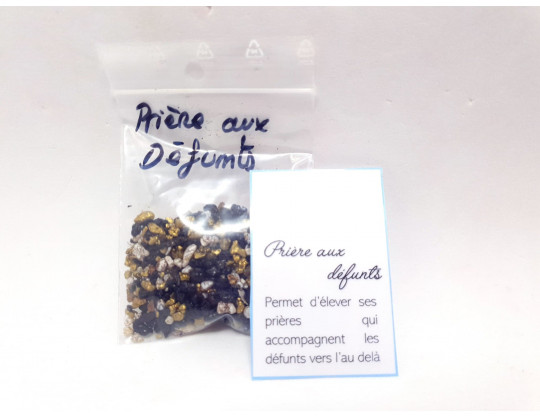 Prière aux
Défunts
Prière aux
défunts
Permet d'élever ses
prières qui
accompagnent les
défunts vers l'au delà